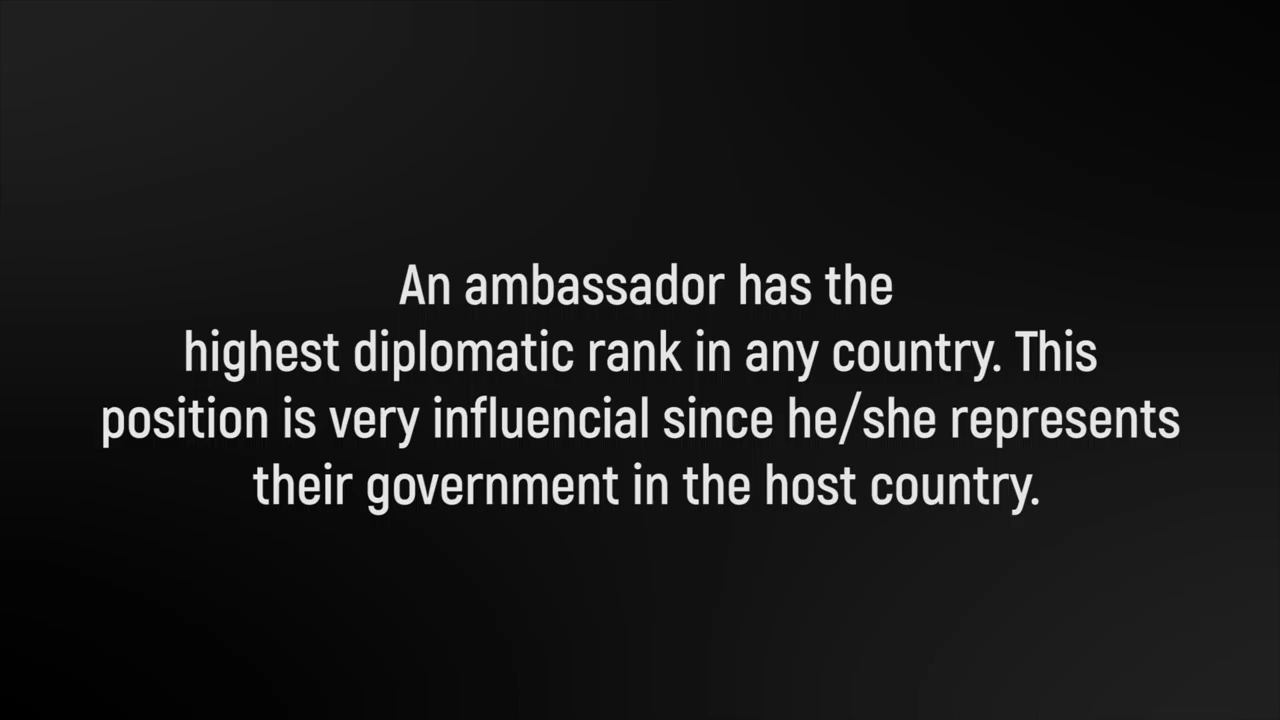 An ambassador has the
highest diplomatic rank in any country. This
position is very influencial since he/she represents
their government in the host country.